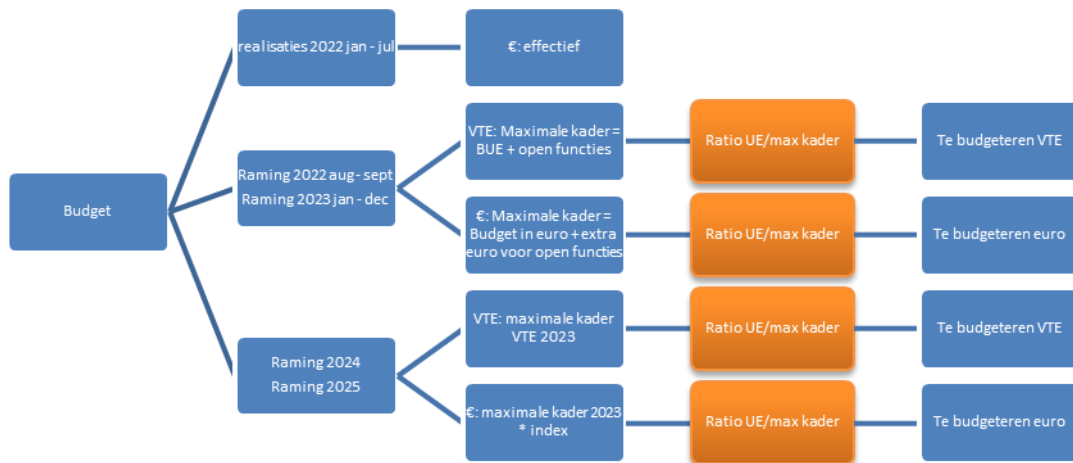 Budget
realisaties 2022 jan - jul
€: effectief
Raming 2022 aug- sept
Raming 2023 jan - dec
VTE: Maximale kader =
BUE + open functies
Ratio UE/max kader
Te budgeteren VTE
€: Maximale kader =
Budget in euro + extra
euro voor open functies
Ratio UE/max kader
Te budgeteren euro
Raming 2024
Raming 2025
VTE: maximale kader
VTE 2023
Ratio UE/max kader
Te budgeteren VTE
€: maximale kader 2023
* index
Ratio UE/max kader
Te budgeteren euro